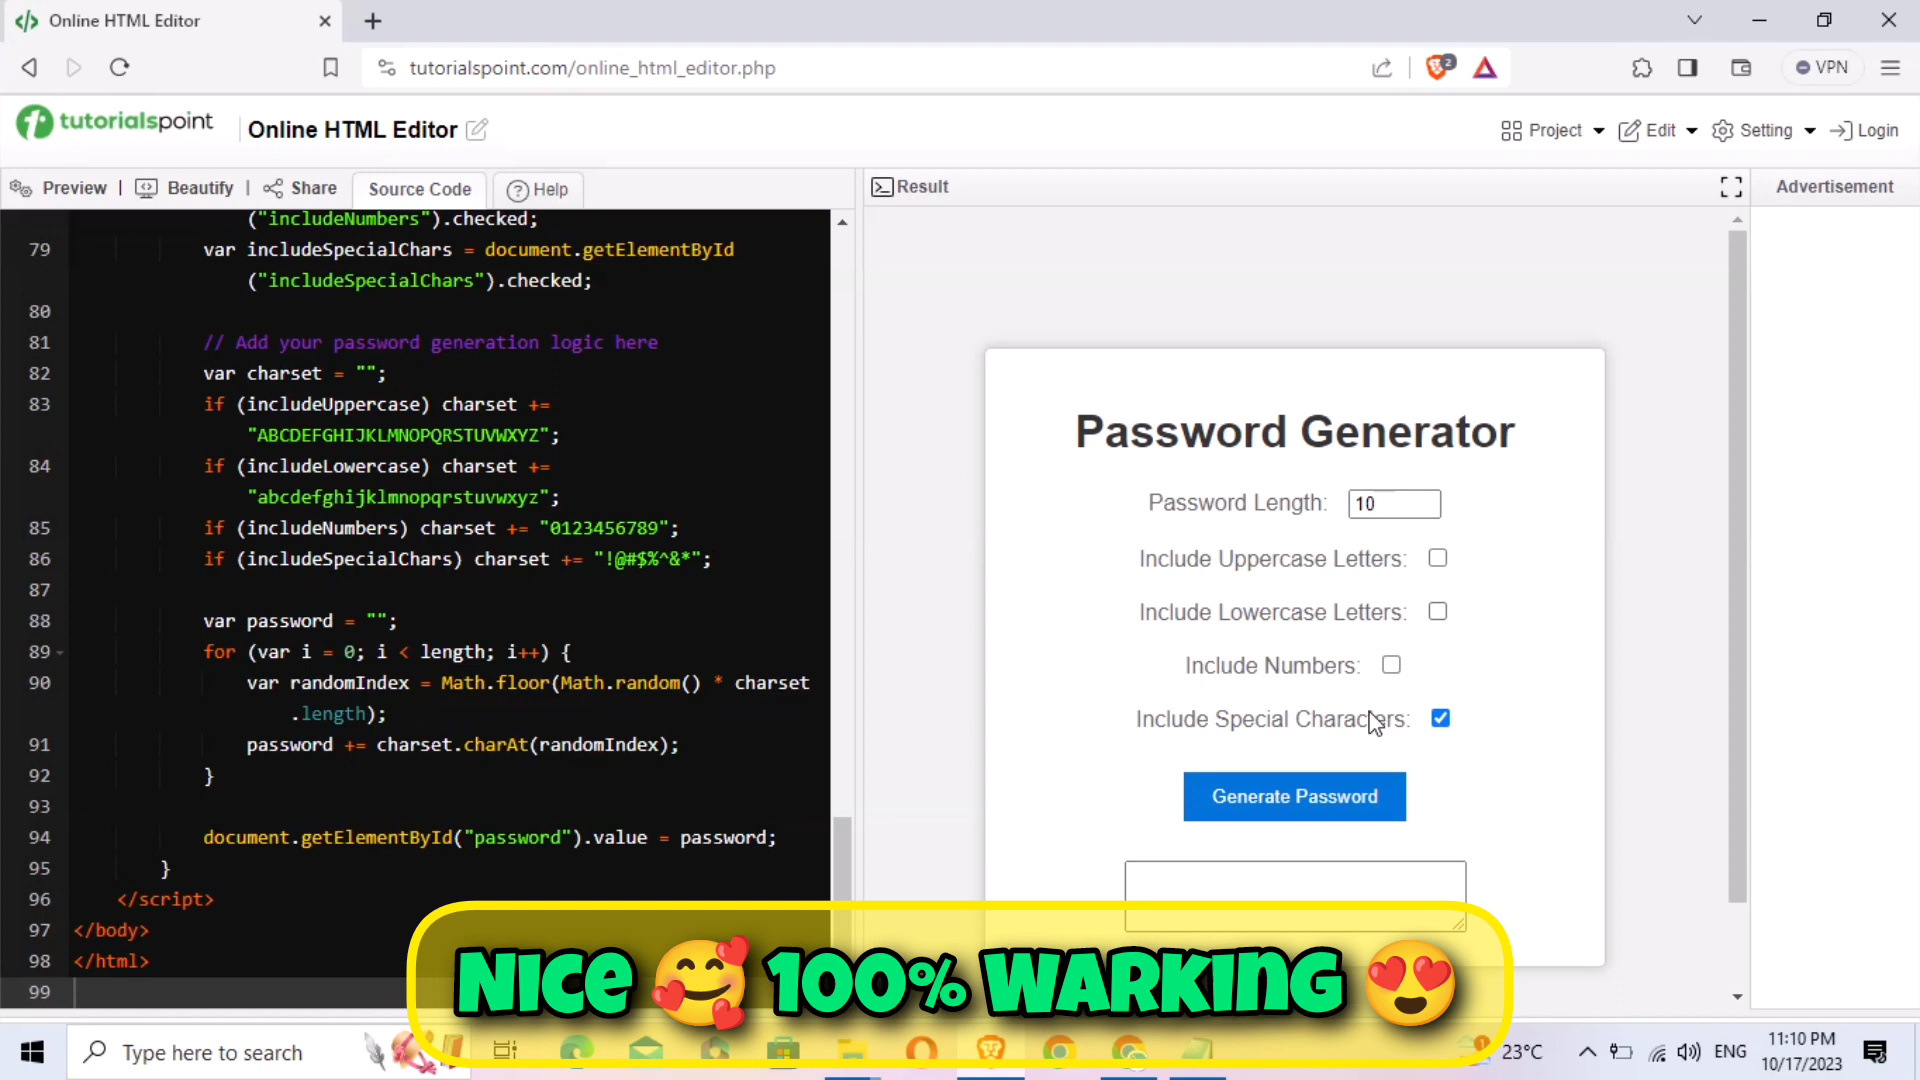 Online HTML Editor
tutorialspoint.com/online_html_editor.php
2
VPN
tutorialspoint
Online HTML Editor
Project
Edit
Setting
Login
Preview
Beautify
Share
Source Code
Help
Result
Advertisement
("includeNumbers").checked;
79 var includeSpecialChars = document.getElementById
("includeSpecialChars").checked;
80
81 // Add your password generation logic here
82 var charset = "";
83 if (includeUppercase) charset +=
"ABCDEFGHIJKLMNOPQRSTUVWXYZ";
84 if (includeLowercase) charset +=
"abcdefghijklmnopqrstuvwxyz";
85 if (includeNumbers) charset += "0123456789";
86 if (includeSpecialChars) charset += "!@#$%^&*";
87
88 var password = "";
89 for (var i = 0; i < length; i++) {
90 var randomIndex = Math.floor(Math.random() * charset
.length);
91 password += charset.charAt(randomIndex);
92 }
93
94 document.getElementById("password").value = password;
95 }
96 </script>
97 </body>
98 </html>
99
Password Generator
Password Length: 10
Include Uppercase Letters:
Include Lowercase Letters:
Include Numbers:
Include Special Characters:
Generate Password
Nice 🥰 100% Warking 😍
Type here to search
1
23°C
ENG
11:10 PM
10/17/2023